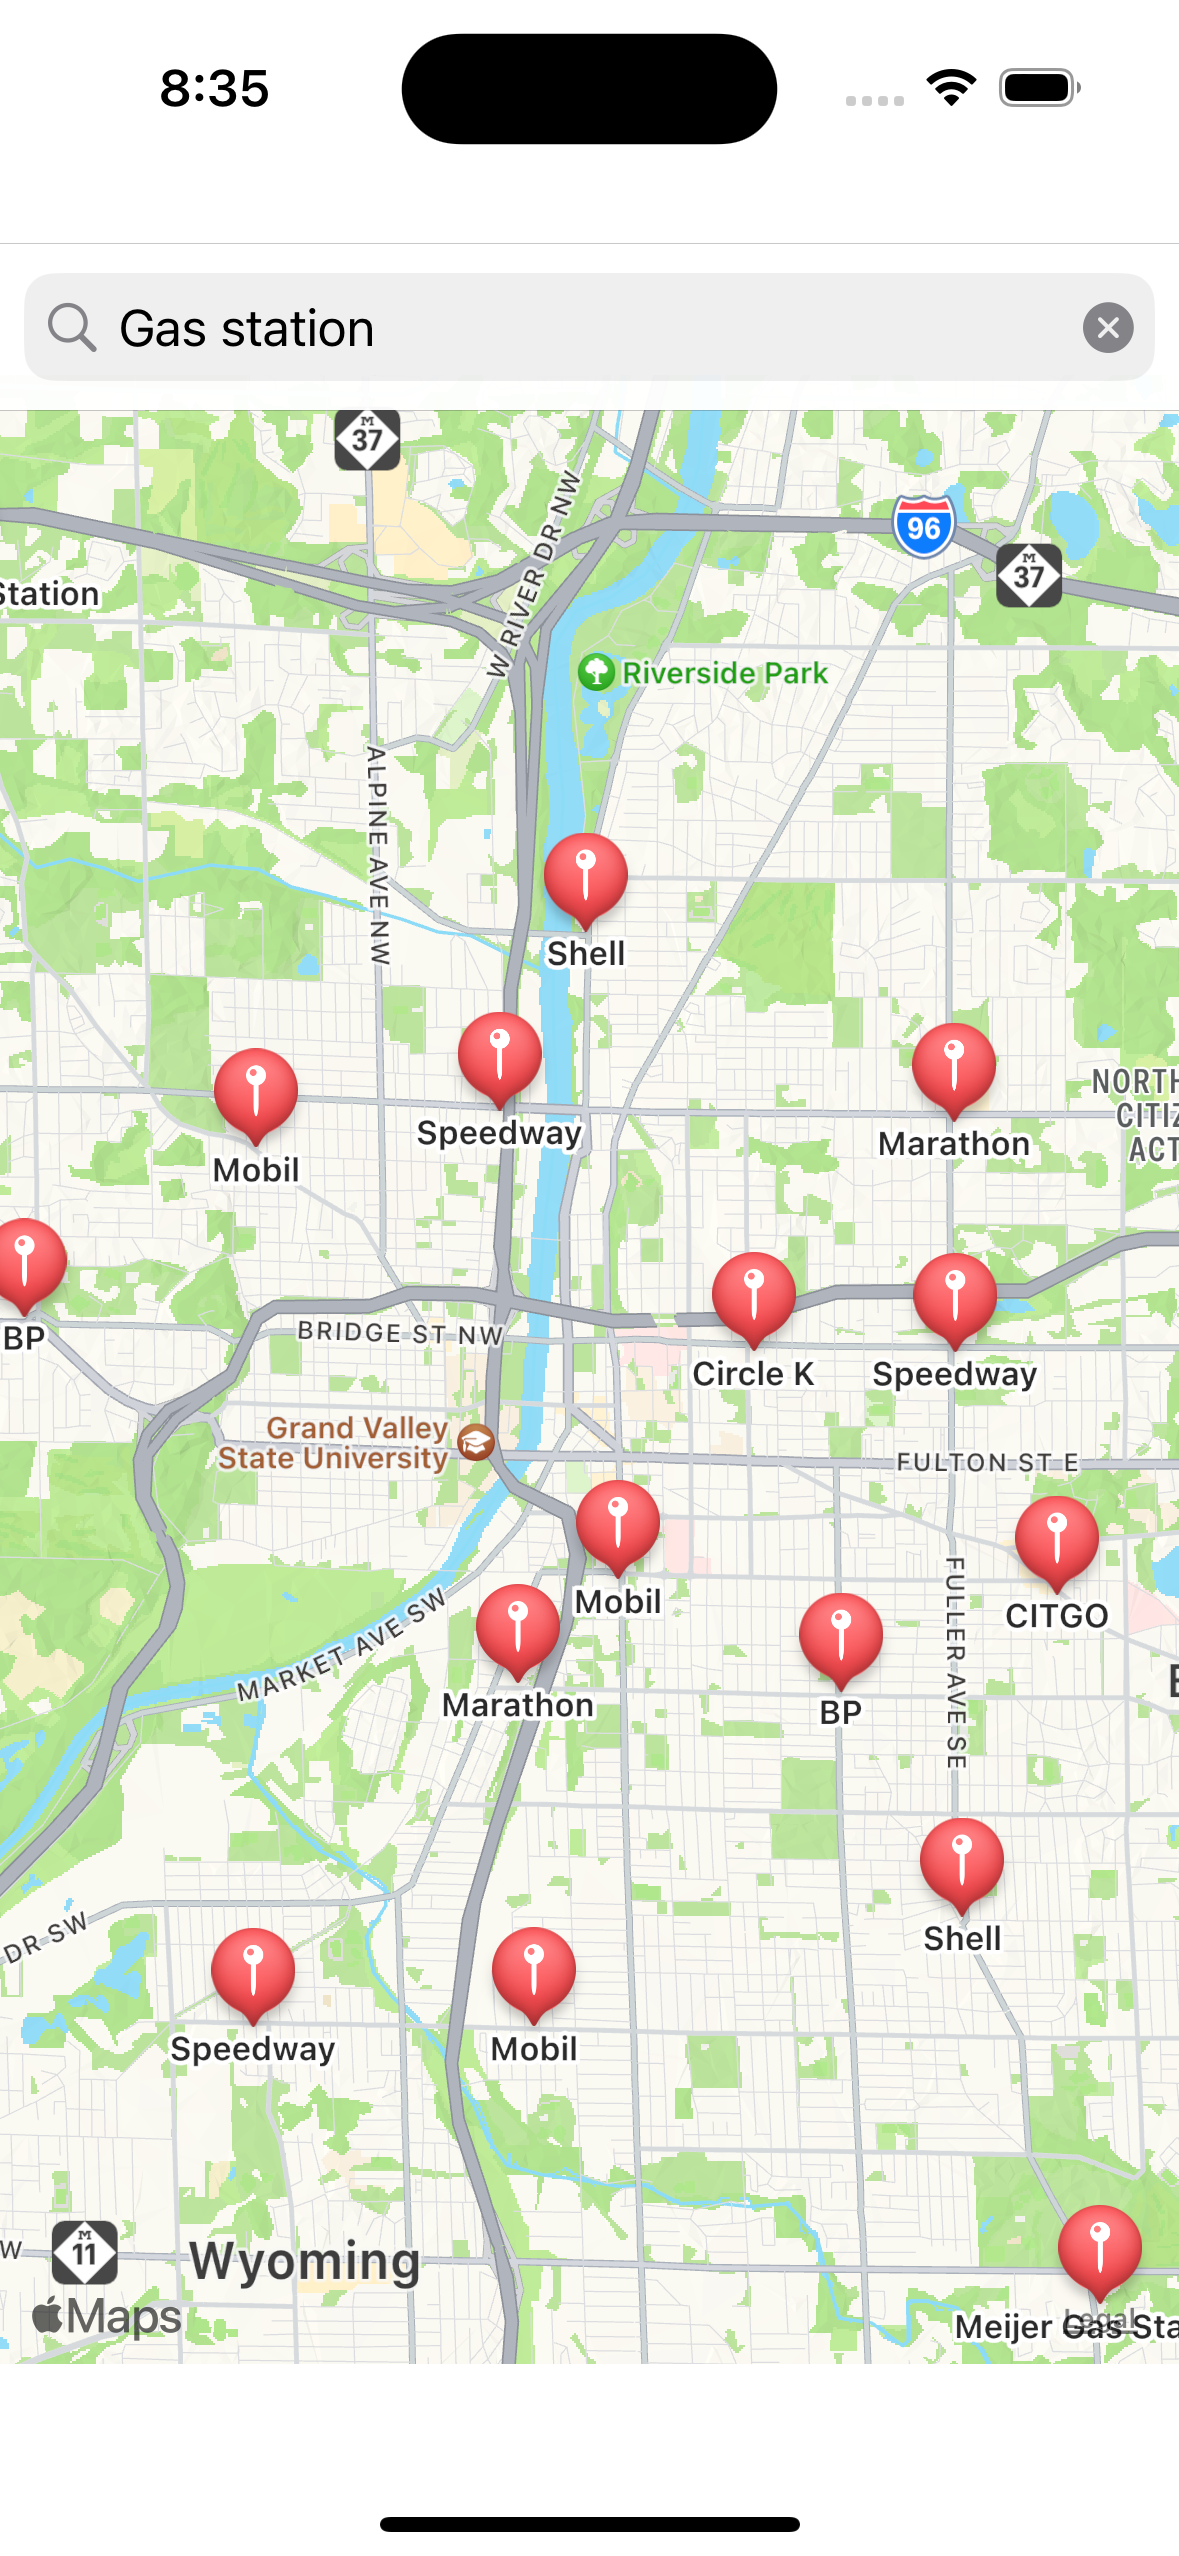 8:35
Gas station
M
37
W RIVER DR NW
96
M
37
Station
Riverside Park
ALPINE AVE NW
Shell
Speedway
Mobil
Marathon
NORTH
CITIZ
ACT
BP
BRIDGE ST NW
Circle K
Speedway
Grand Valley
State University
FULTON ST E
Mobil
CITGO
MARKET AVE SW
Marathon
BP
FULLER AVE SE
E
Shell
DR SW
Speedway
Mobil
W
M
11
Wyoming
Maps
Legal
Meijer Gas Sta